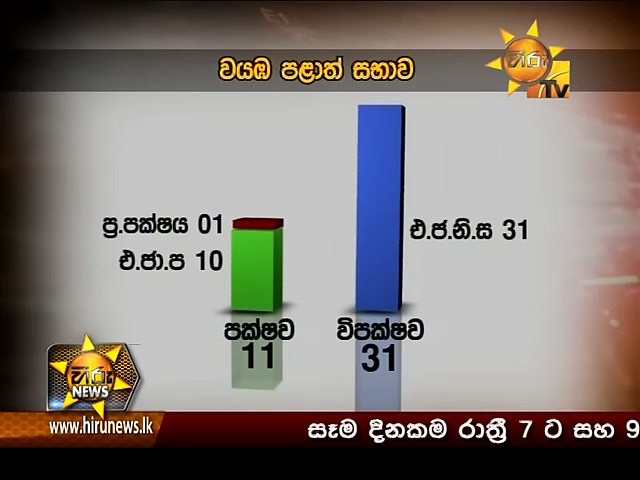 වයඹ පළාත් සභාව
හිරු
TV
ප්‍ර.පක්ෂය 01
එ.ජා.ප 10
එ.ජ.නි.ස 31
පක්ෂව
11
විපක්ෂව
31
හිරු
NEWS
www.hirunews.lk
සෑම දිනකම රාත්‍රී 7 ට සහ 9